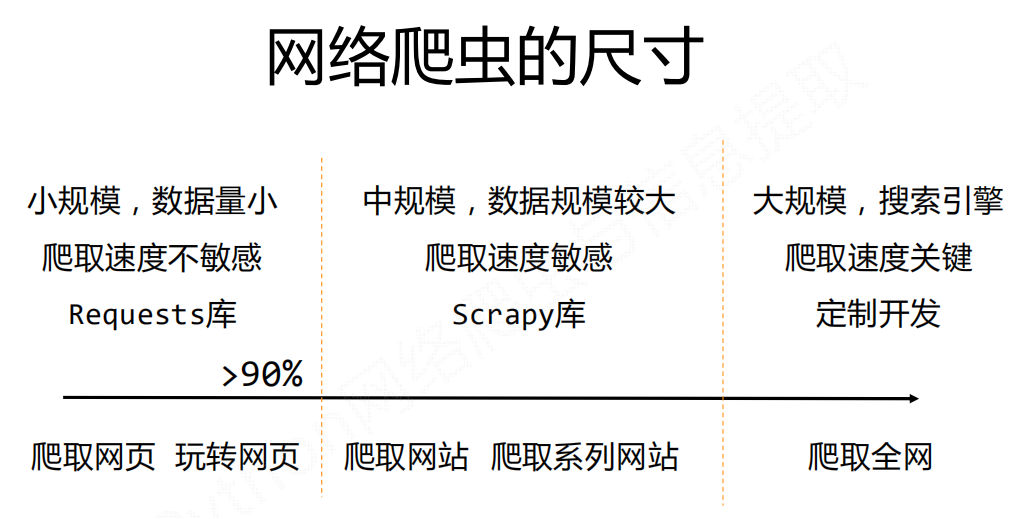 网络爬虫的尺寸
小规模，数据量小
爬取速度不敏感
Requests库
中规模，数据规模较大
爬取速度敏感
Scrapy库
大规模，搜索引擎
爬取速度关键
定制开发
>90%
爬取网页 玩转网页
爬取网站 爬取系列网站
爬取全网